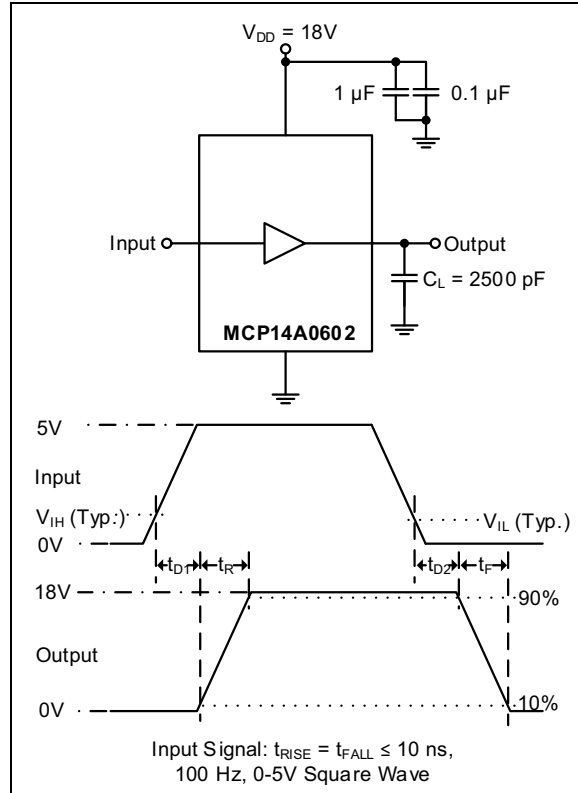 V_DD = 18V
1 µF
0.1 µF
Input
Output
C_L = 2500 pF
MCP14A0602
5V
Input
V_IH (Typ.)
V_IL (Typ.)
0V
t_D1
t_R
t_D2
t_F
18V
90%
Output
10%
0V
Input Signal: t_RISE = t_FALL ≤ 10 ns,
100 Hz, 0-5V Square Wave